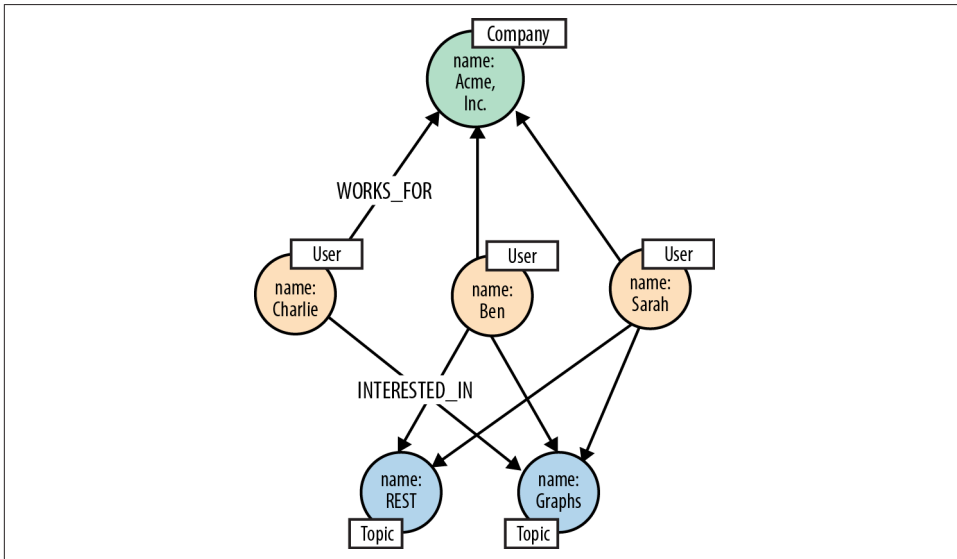 Company
name:
Acme,
Inc.
WORKS_FOR
User
User
User
name:
Charlie
name:
Ben
name:
Sarah
INTERESTED_IN
name:
REST
name:
Graphs
Topic
Topic